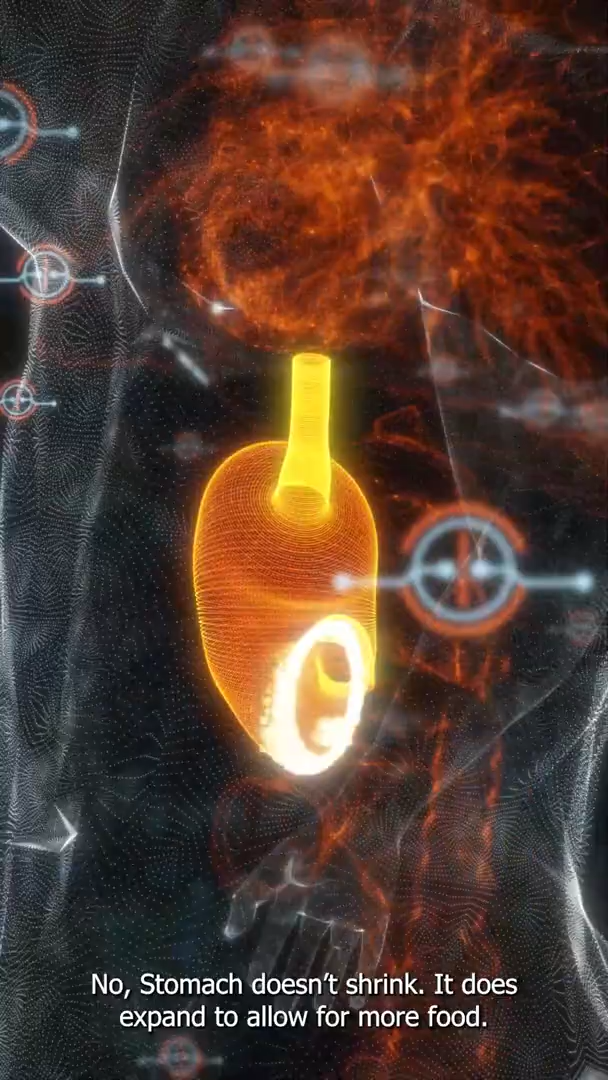 No, Stomach doesn’t shrink. It does
expand to allow for more food.